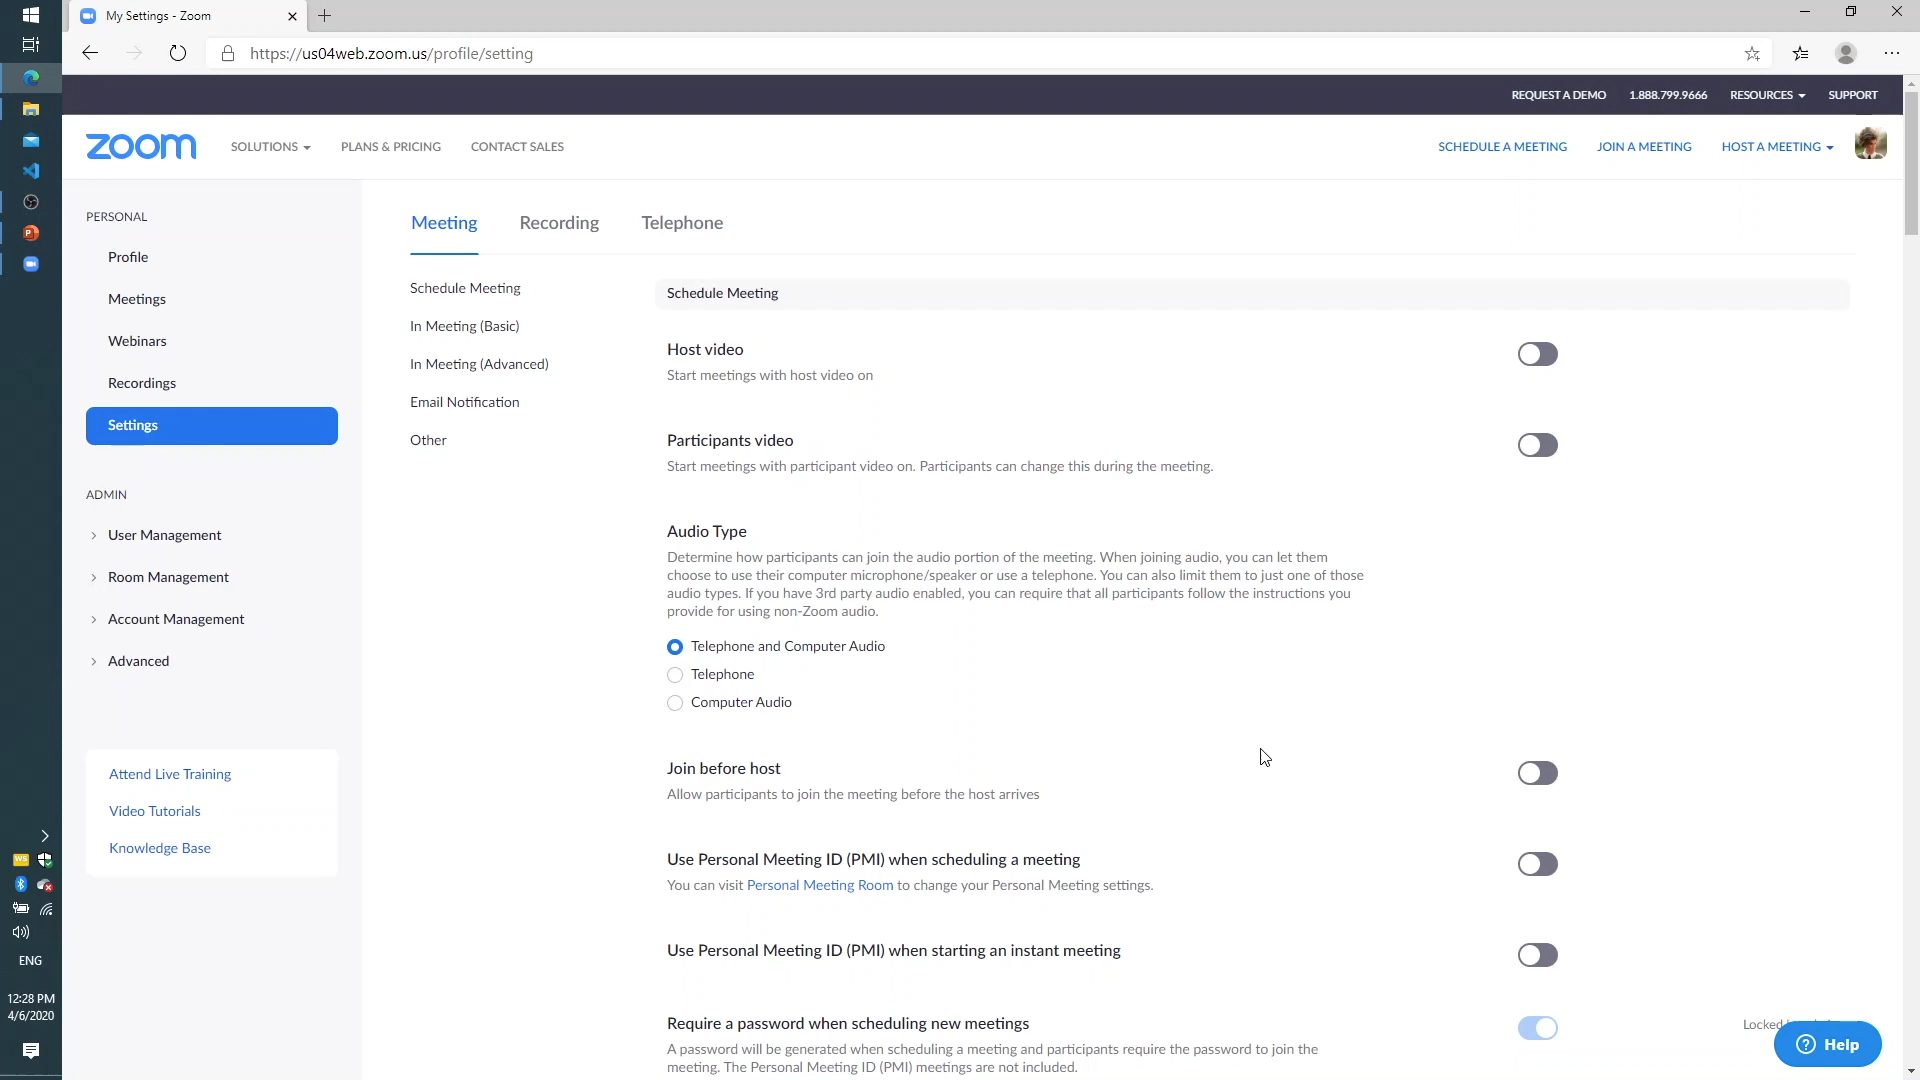 My Settings - Zoom
https://us04web.zoom.us/profile/setting
REQUEST A DEMO 1.888.799.9666 RESOURCES SUPPORT
zoom SOLUTIONS PLANS & PRICING CONTACT SALES SCHEDULE A MEETING JOIN A MEETING HOST A MEETING
PERSONAL
Profile
Meetings
Webinars
Recordings
Settings
ADMIN
User Management
Room Management
Account Management
Advanced
Attend Live Training
Video Tutorials
Knowledge Base
Meeting Recording Telephone
Schedule Meeting
In Meeting (Basic)
In Meeting (Advanced)
Email Notification
Other
Schedule Meeting
Host video
Start meetings with host video on
Participants video
Start meetings with participant video on. Participants can change this during the meeting.
Audio Type
Determine how participants can join the audio portion of the meeting. When joining audio, you can let them
choose to use their computer microphone/speaker or use a telephone. You can also limit them to just one of those
audio types. If you have 3rd party audio enabled, you can require that all participants follow the instructions you
provide for using non-Zoom audio.
Telephone and Computer Audio
Telephone
Computer Audio
Join before host
Allow participants to join the meeting before the host arrives
Use Personal Meeting ID (PMI) when scheduling a meeting
You can visit Personal Meeting Room to change your Personal Meeting settings.
Use Personal Meeting ID (PMI) when starting an instant meeting
Require a password when scheduling new meetings
A password will be generated when scheduling a meeting and participants require the password to join the
meeting. The Personal Meeting ID (PMI) meetings are not included.
Locked
Help
WS
ENG
12:28 PM
4/6/2020